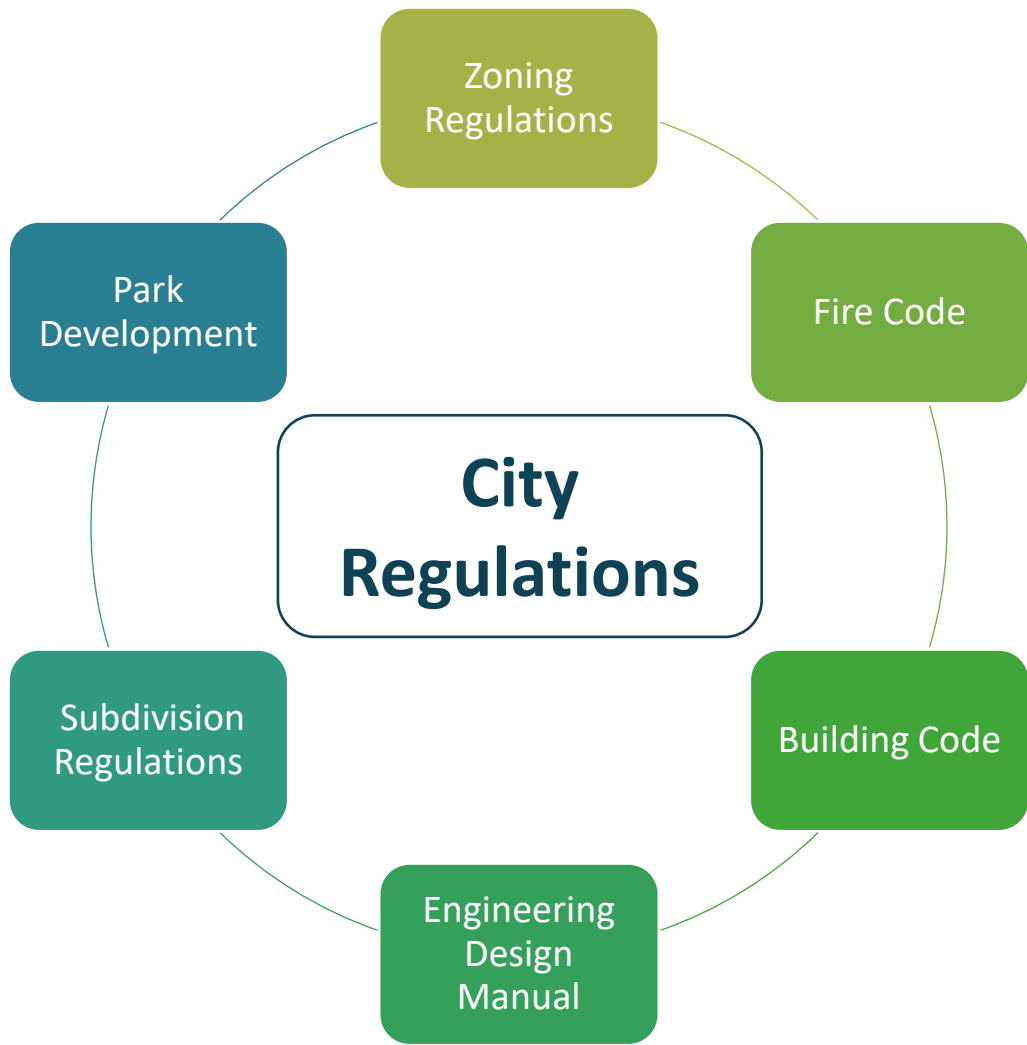 Zoning
Regulations
Fire Code
Building Code
Engineering
Design
Manual
Subdivision
Regulations
Park
Development
City
Regulations